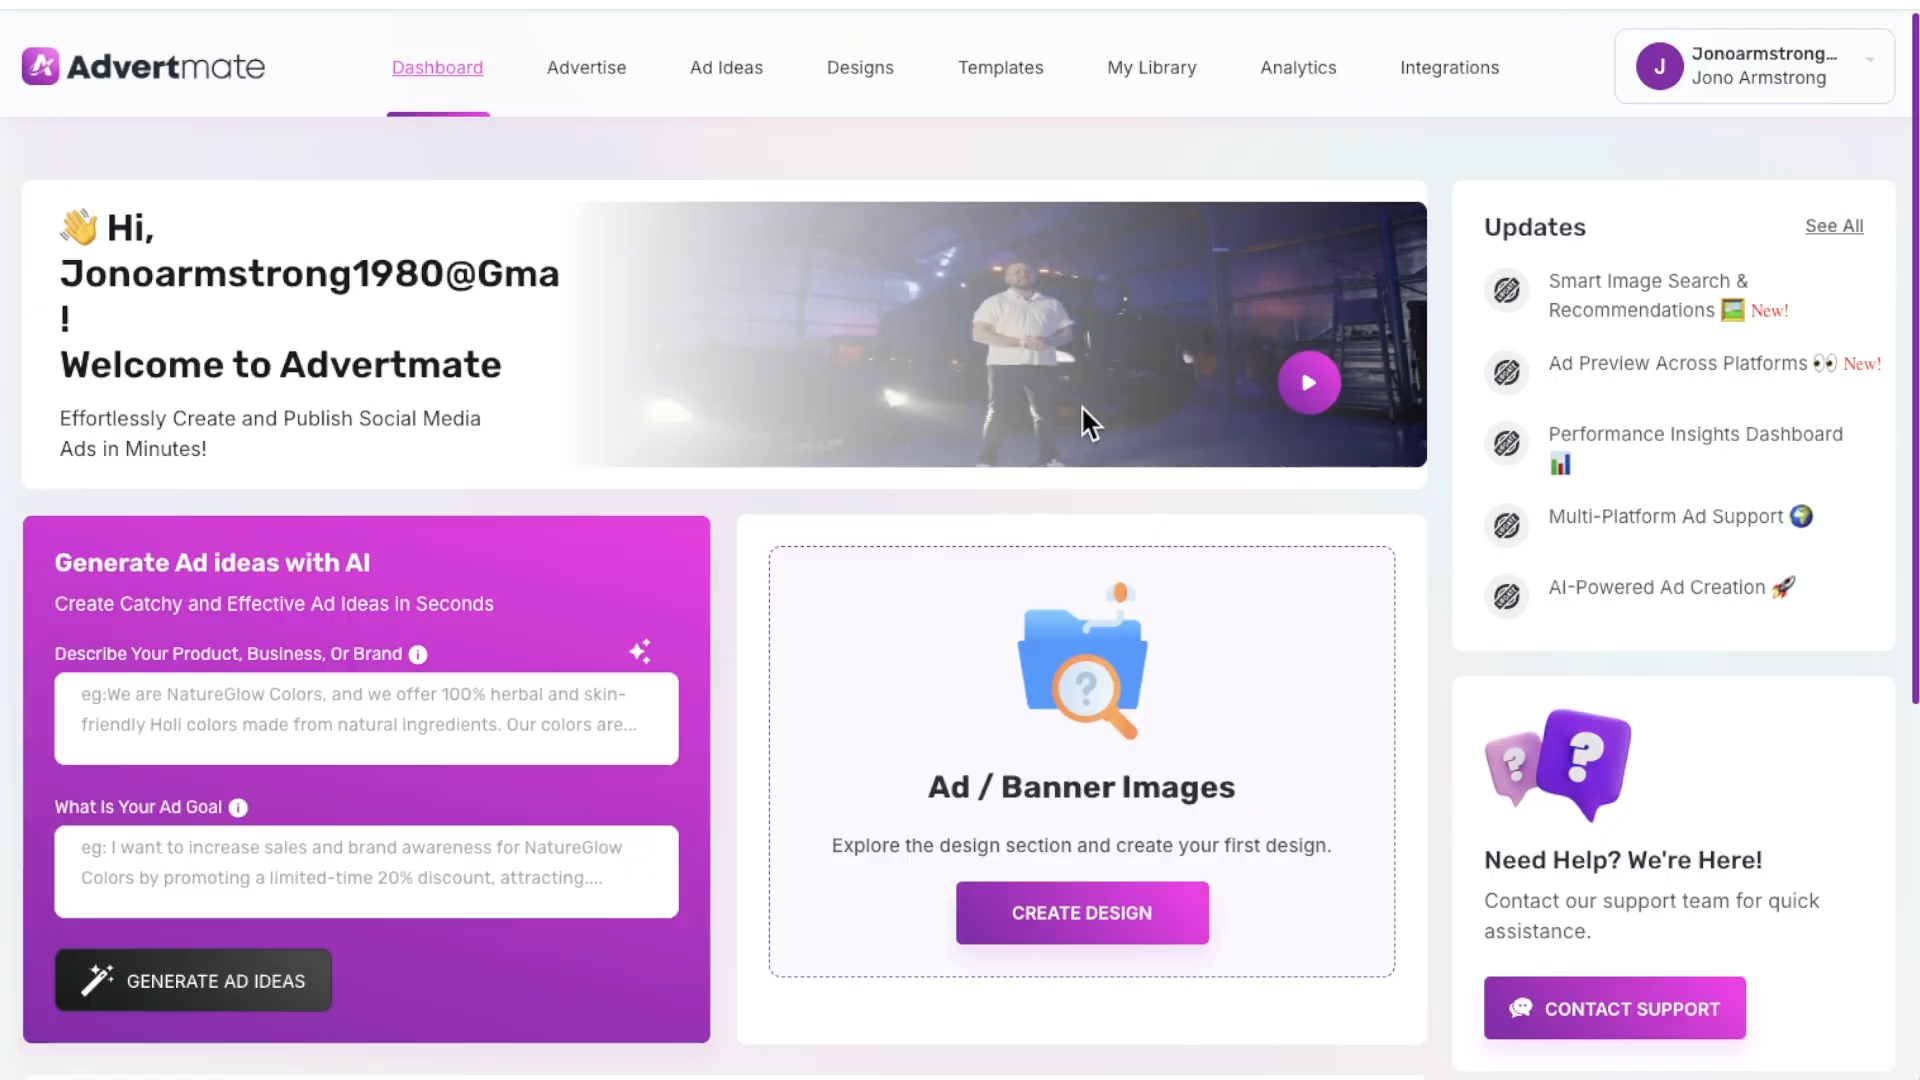 Advertmate
Dashboard
Advertise
Ad Ideas
Designs
Templates
My Library
Analytics
Integrations
J
Jonoarmstrong...
Jono Armstrong
👋 Hi,
Jonoarmstrong1980@Gma
!
Welcome to Advertmate
Effortlessly Create and Publish Social Media
Ads in Minutes!
Updates
See All
Smart Image Search &
Recommendations 🖼️ New!
Ad Preview Across Platforms 👀 New!
Performance Insights Dashboard
📊
Multi-Platform Ad Support 🌍
AI-Powered Ad Creation 🚀
Generate Ad ideas with AI
Create Catchy and Effective Ad Ideas in Seconds
Describe Your Product, Business, Or Brand
eg:We are NatureGlow Colors, and we offer 100% herbal and skin-
friendly Holi colors made from natural ingredients. Our colors are...
What Is Your Ad Goal
eg: I want to increase sales and brand awareness for NatureGlow
Colors by promoting a limited-time 20% discount, attracting....
GENERATE AD IDEAS
?
Ad / Banner Images
Explore the design section and create your first design.
CREATE DESIGN
? ?
Need Help? We're Here!
Contact our support team for quick
assistance.
CONTACT SUPPORT